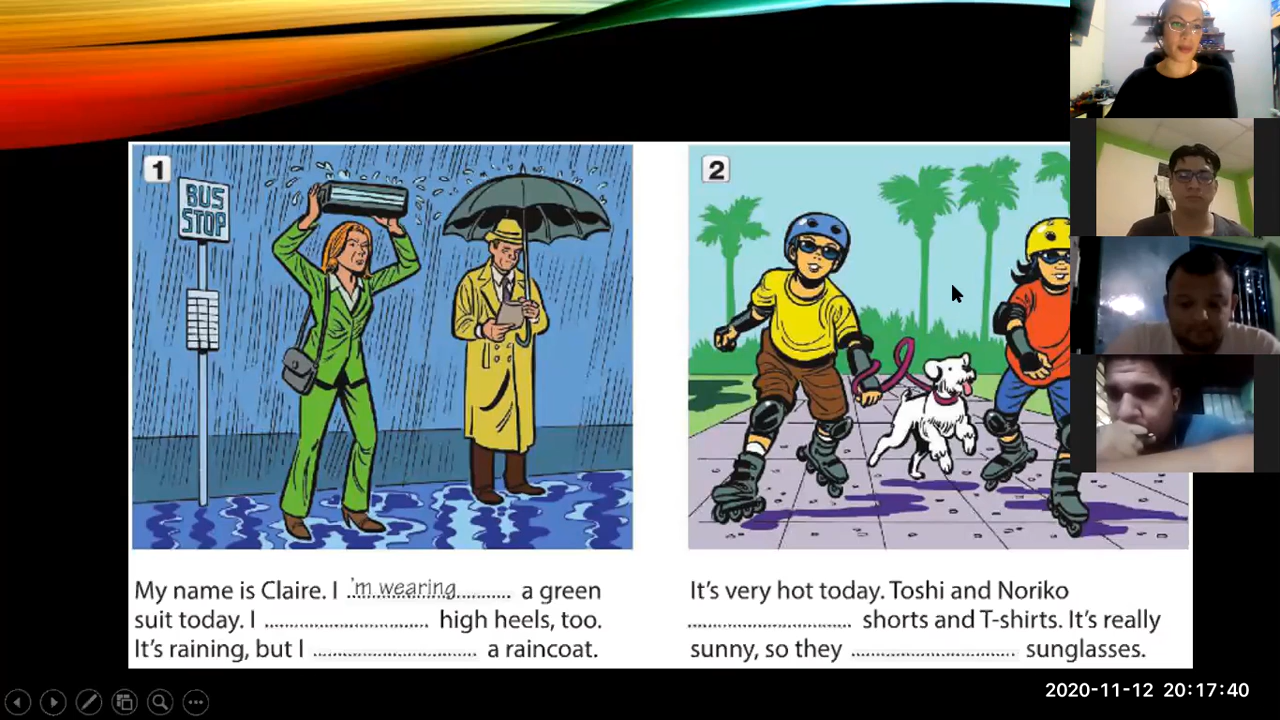 1
BUS
STOP
2
My name is Claire. I 'm wearing a green
suit today. I ................................ high heels, too.
It's raining, but I ................................ a raincoat.
It's very hot today. Toshi and Noriko
................................ shorts and T-shirts. It's really
sunny, so they ................................ sunglasses.
2020-11-12 20:17:40